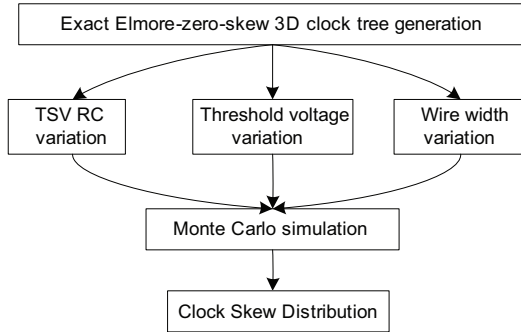 Exact Elmore-zero-skew 3D clock tree generation
TSV RC
variation
Threshold voltage
variation
Wire width
variation
Monte Carlo simulation
Clock Skew Distribution